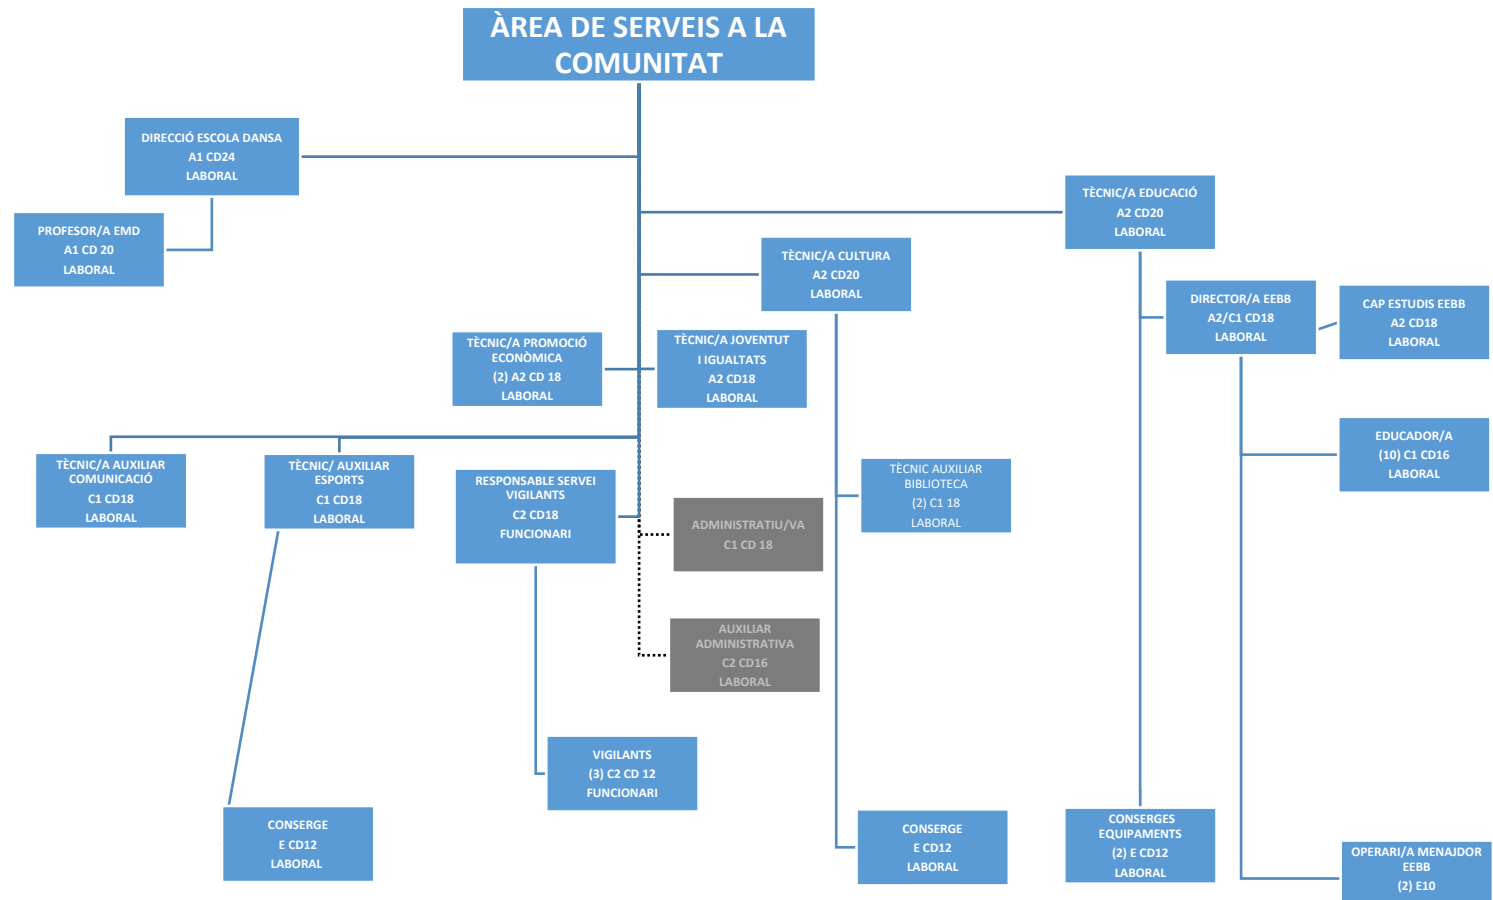 ÀREA DE SERVEIS A LA
COMUNITAT
DIRECCIÓ ESCOLA DANSA
A1 CD24
LABORAL
PROFESOR/A EMD
A1 CD 20
LABORAL
TÈCNIC/A EDUCACIÓ
A2 CD20
LABORAL
TÈCNIC/A CULTURA
A2 CD20
LABORAL
DIRECTOR/A EEBB
A2/C1 CD18
LABORAL
CAP ESTUDIS EEBB
A2 CD18
LABORAL
TÈCNIC/A PROMOCIÓ
ECONÒMICA
(2) A2 CD 18
LABORAL
TÈCNIC/A JOVENTUT
I IGUALTATS
A2 CD18
LABORAL
EDUCADOR/A
(10) C1 CD16
LABORAL
TÈCNIC/A AUXILIAR
COMUNICACIÓ
C1 CD18
LABORAL
TÈCNIC/ AUXILIAR
ESPORTS
C1 CD18
LABORAL
RESPONSABLE SERVEI
VIGILANTS
C2 CD18
FUNCIONARI
TÈCNIC AUXILIAR
BIBLIOTECA
(2) C1 18
LABORAL
ADMINISTRATIU/VA
C1 CD 18
AUXILIAR
ADMINISTRATIVA
C2 CD16
LABORAL
VIGILANTS
(3) C2 CD 12
FUNCIONARI
CONSERGE
E CD12
LABORAL
CONSERGE
E CD12
LABORAL
CONSERGES
EQUIPAMENTS
(2) E CD12
LABORAL
OPERARI/A MENAJDOR
EEBB
(2) E10